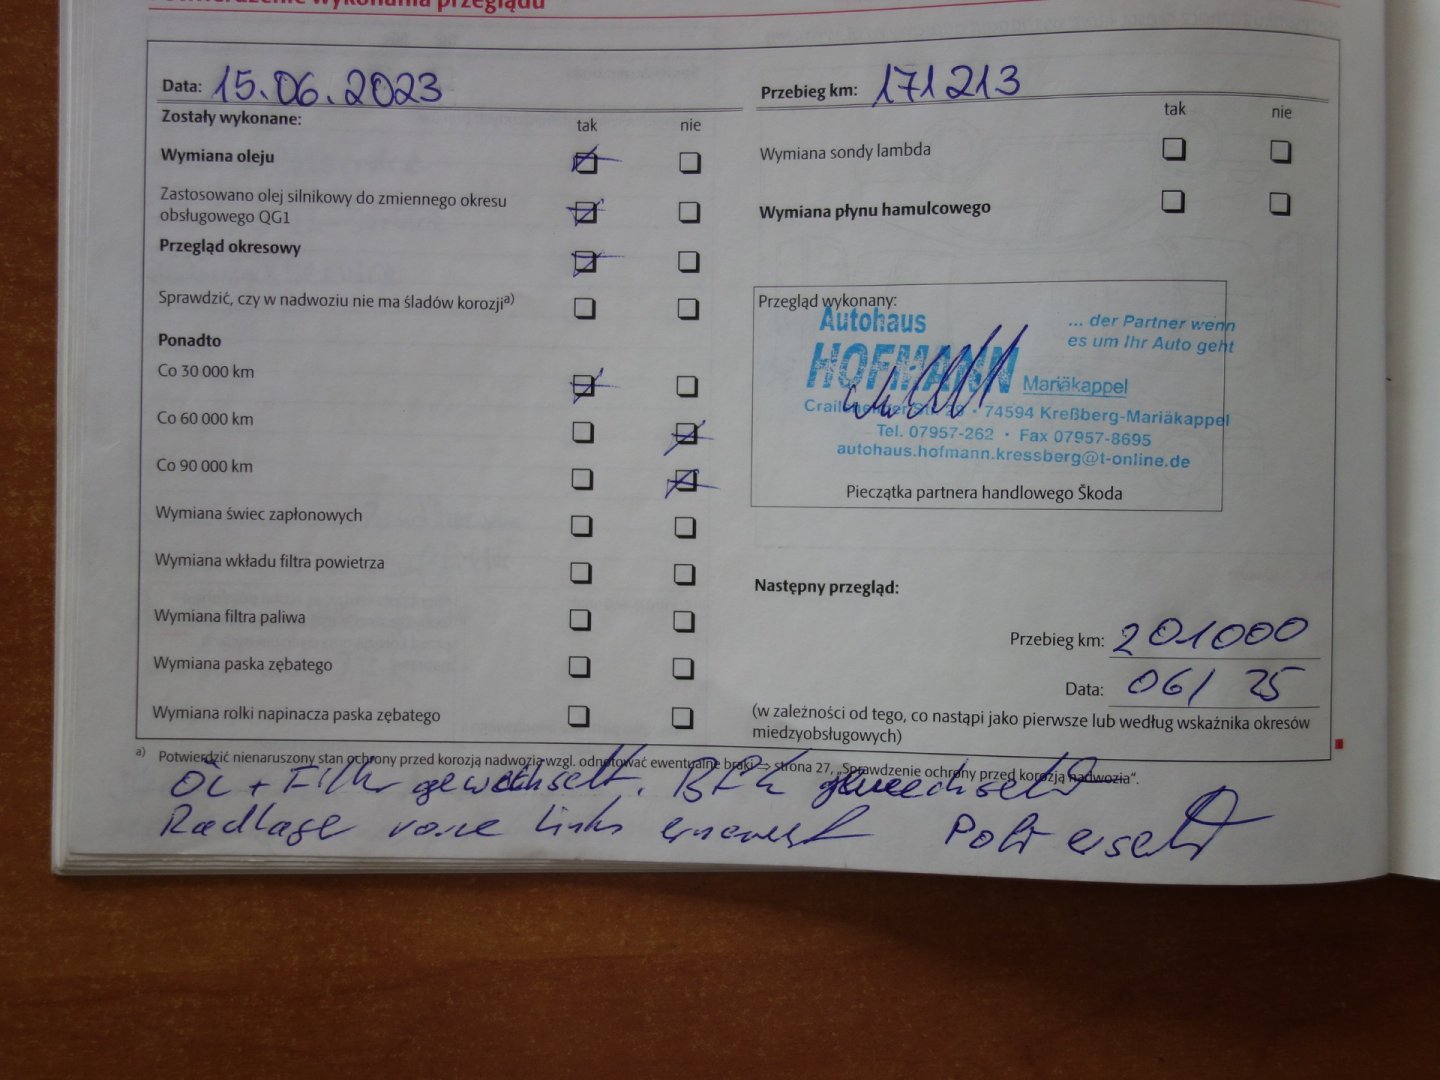 Potwierdzenie wykonania przeglądu
Data: 15.06.2023
Zostały wykonane:
tak nie
Wymiana oleju
Zastosowano olej silnikowy do zmiennego okresu
obsługowego QG1
Przegląd okresowy
Sprawdzić, czy w nadwoziu nie ma śladów korozji a)
Ponadto
Co 30 000 km
Co 60 000 km
Co 90 000 km
Wymiana świec zapłonowych
Wymiana wkładu filtra powietrza
Wymiana filtra paliwa
Wymiana paska zębatego
Wymiana rolki napinacza paska zębatego
Przebieg km: 171213
tak nie
Wymiana sondy lambda
Wymiana płynu hamulcowego
Przegląd wykonany:
Autohaus
HOFMANN Mariäkappel
... der Partner wenn
es um Ihr Auto geht
Str. 29 · 74594 Kreßberg-Mariäkappel
Tel. 07957-262 · Fax 07957-8695
autohaus.hofmann.kressberg@t-online.de
Pieczątka partnera handlowego Škoda
Następny przegląd:
Przebieg km: 201000
Data: 06/25
(w zależności od tego, co nastąpi jako pierwsze lub według wskaźnika okresów
miedzyobsługowych)
a) Potwierdzić nienaruszony stan ochrony przed korozją nadwozia wzgl. odnotować ewentualne braki ⇒ strona 27, „Sprawdzenie ochrony przed korozją nadwozia“.
Öl + Filter gewechselt.
vorne links erneuert ersetzt